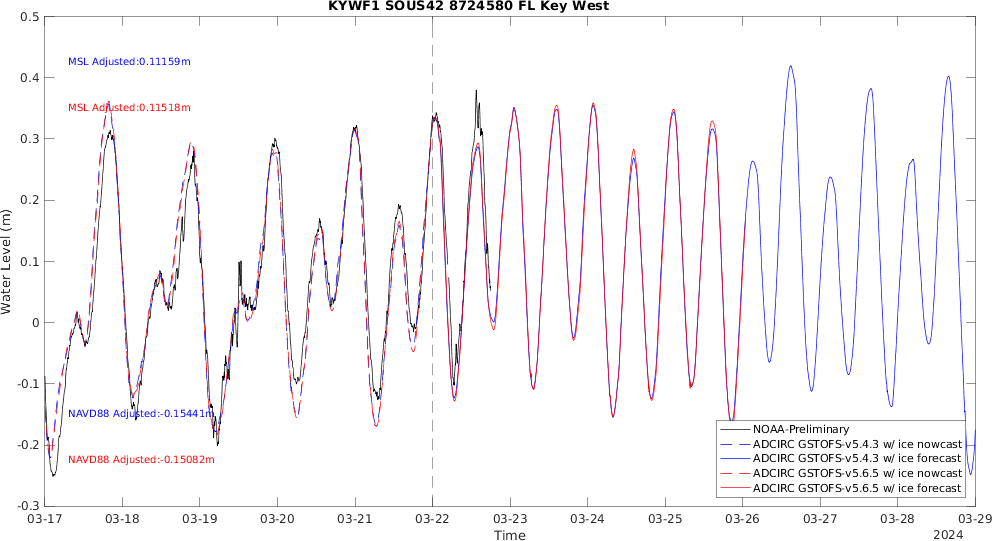 KYWF1 SOUS42 8724580 FL Key West
0.5
0.4
0.3
0.2
0.1
0
-0.1
-0.2
-0.3
Water Level (m)
MSL Adjusted:0.11159m
MSL Adjusted:0.11518m
NAVD88 Adjusted:-0.15441m
NAVD88 Adjusted:-0.15082m
NOAA-Preliminary
ADCIRC GSTOFS-v5.4.3 w/ ice nowcast
ADCIRC GSTOFS-v5.4.3 w/ ice forecast
ADCIRC GSTOFS-v5.6.5 w/ ice nowcast
ADCIRC GSTOFS-v5.6.5 w/ ice forecast
03-17 03-18 03-19 03-20 03-21 03-22 03-23 03-24 03-25 03-26 03-27 03-28 03-29
Time
2024